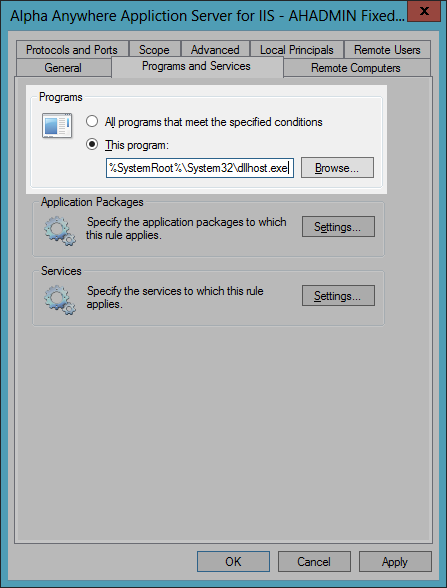 Alpha Anywhere Appliction Server for IIS - AHADMIN Fixed...
Protocols and Ports
Scope
Advanced
Local Principals
Remote Users
General
Programs and Services
Remote Computers
Programs
All programs that meet the specified conditions
This program:
%SystemRoot%\System32\dllhost.exe
Browse...
Application Packages
Specify the application packages to which
this rule applies.
Settings...
Services
Specify the services to which this rule
applies.
Settings...
OK
Cancel
Apply